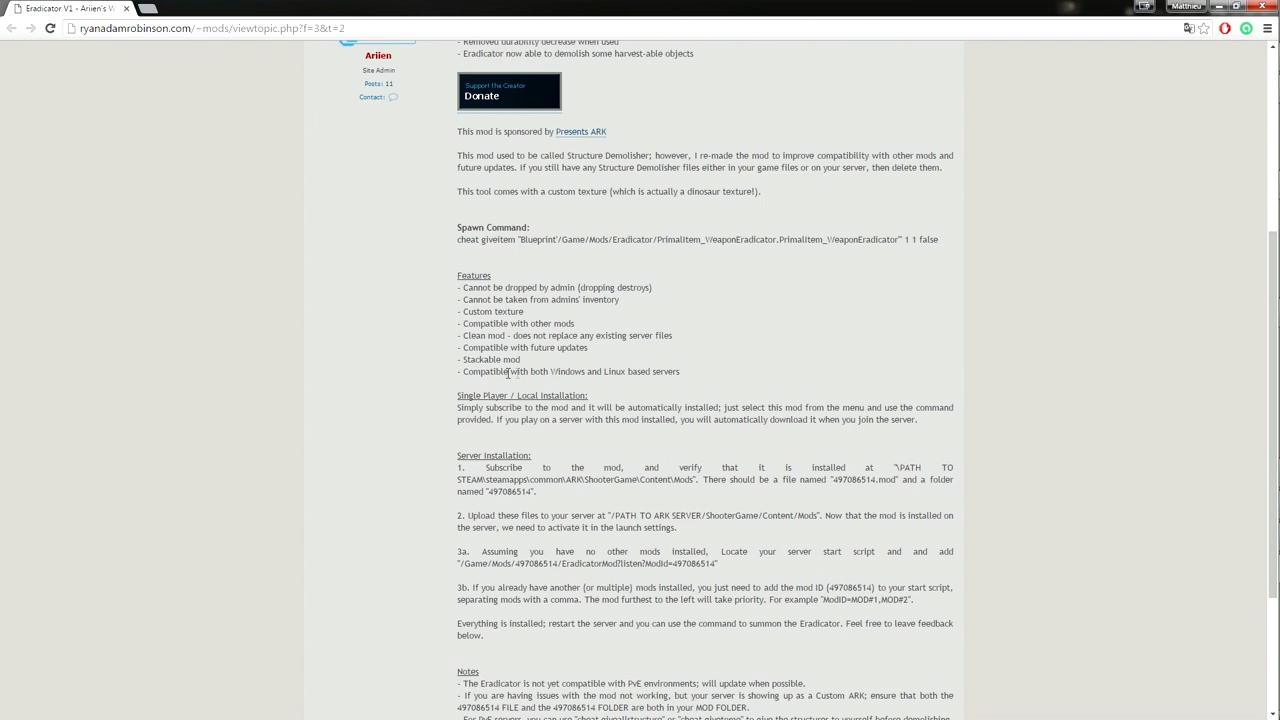 Eradicator V1 - Ariien's W
Matthieu
ryanadamrobinson.com/~mods/viewtopic.php?f=3&t=2
- Removed durability decrease when used
Ariien
- Eradicator now able to demolish some harvest-able objects
Site Admin
Posts: 11
Contact:
Support the Creator
Donate
This mod is sponsored by Presents ARK
This mod used to be called Structure Demolisher; however, I re-made the mod to improve compatibility with other mods and
future updates. If you still have any Structure Demolisher files either in your game files or on your server, then delete them.
This tool comes with a custom texture (which is actually a dinosaur texture!).
Spawn Command:
cheat giveitem "Blueprint'/Game/Mods/Eradicator/PrimalItem_WeaponEradicator.PrimalItem_WeaponEradicator'" 1 1 false
Features
- Cannot be dropped by admin (dropping destroys)
- Cannot be taken from admins' inventory
- Custom texture
- Compatible with other mods
- Clean mod - does not replace any existing server files
- Compatible with future updates
- Stackable mod
- Compatible with both Windows and Linux based servers
Single Player / Local Installation:
Simply subscribe to the mod and it will be automatically installed; just select this mod from the menu and use the command
provided. If you play on a server with this mod installed, you will automatically download it when you join the server.
Server Installation:
1. Subscribe to the mod, and verify that it is installed at "\PATH TO
STEAM\steamapps\common\ARK\ShooterGame\Content\Mods". There should be a file named "497086514.mod" and a folder
named "497086514".
2. Upload these files to your server at "/PATH TO ARK SERVER/ShooterGame/Content/Mods". Now that the mod is installed on
the server, we need to activate it in the launch settings.
3a. Assuming you have no other mods installed, Locate your server start script and and add
"/Game/Mods/497086514/EradicatorMod?listen?ModId=497086514"
3b. If you already have another (or multiple) mods installed, you just need to add the mod ID (497086514) to your start script,
separating mods with a comma. The mod furthest to the left will take priority. For example "ModID=MOD#1,MOD#2".
Everything is installed; restart the server and you can use the command to summon the Eradicator. Feel free to leave feedback
below.
Notes
- The Eradicator is not yet compatible with PvE environments; will update when possible.
- If you are having issues with the mod not working, but your server is showing up as a Custom ARK; ensure that both the
497086514 FILE and the 497086514 FOLDER are both in your MOD FOLDER.
- For PvE servers, you can use "cheat giveallstructure" or "cheat givetome" to give the structures to yourself before demolishing.